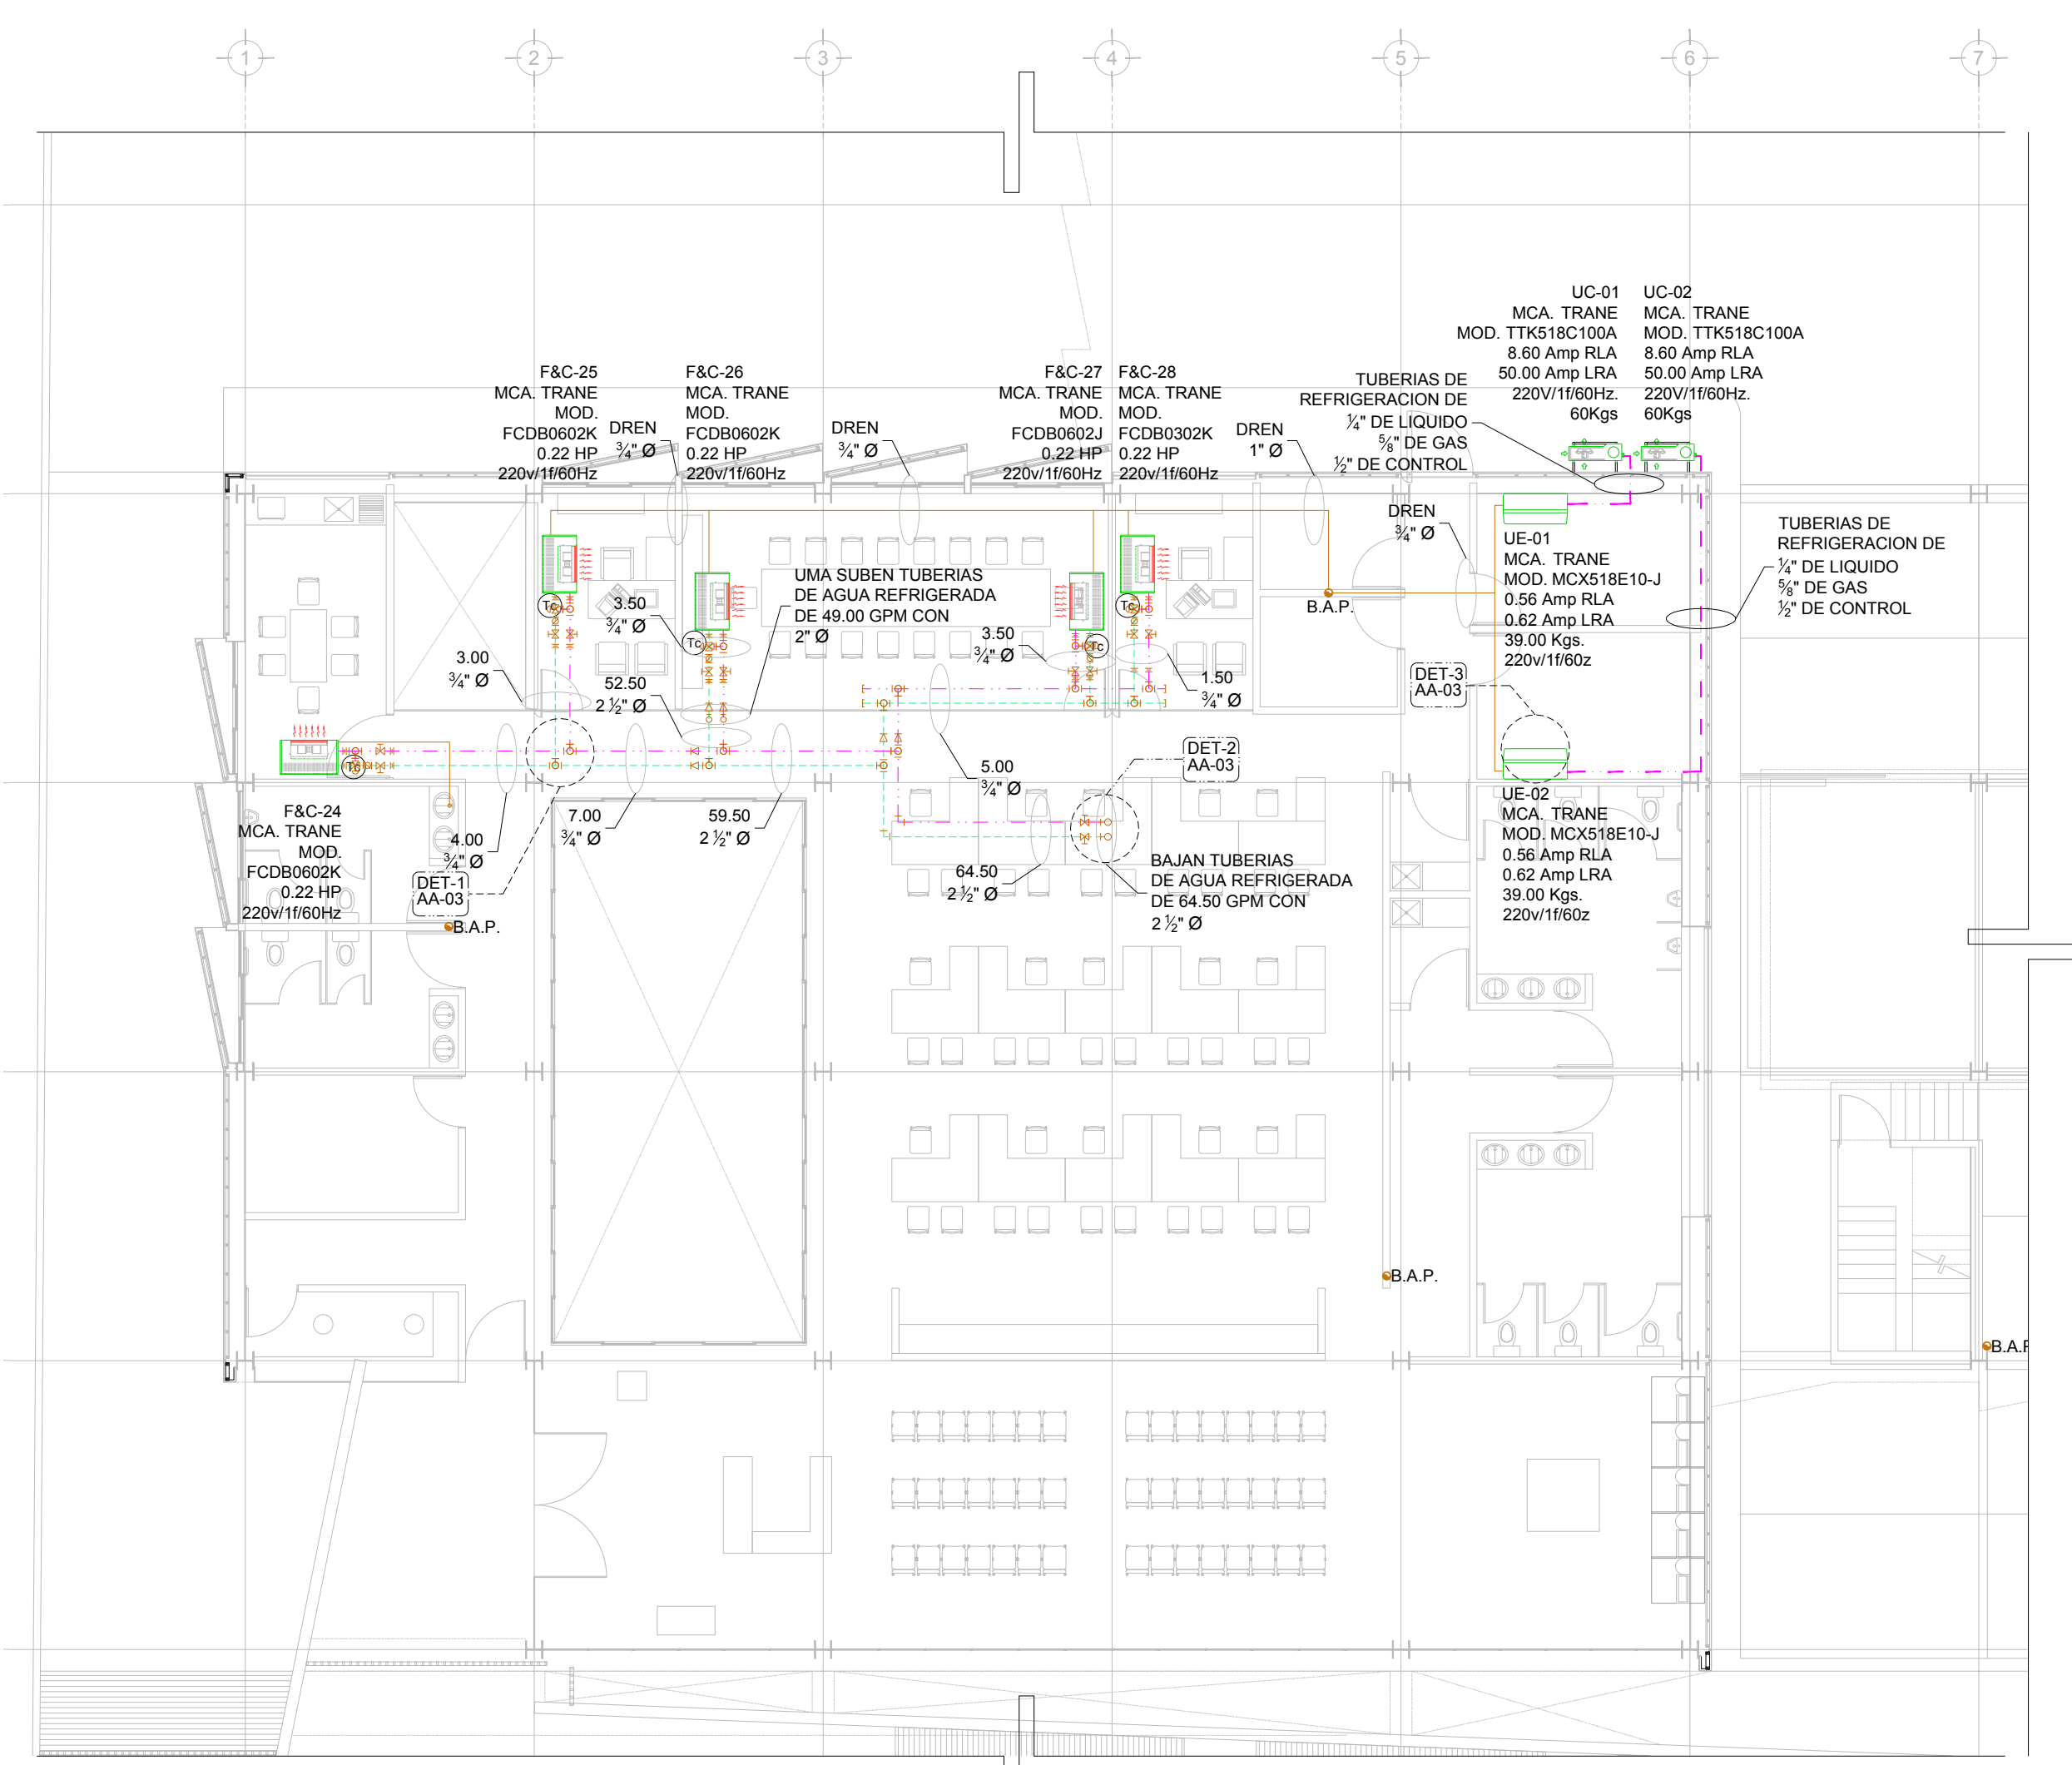 1
2
3
4
5
6
7
UC-01
MCA. TRANE
MOD. TTK518C100A
8.60 Amp RLA
50.00 Amp LRA
220V/1f/60Hz.
60Kgs
UC-02
MCA. TRANE
MOD. TTK518C100A
8.60 Amp RLA
50.00 Amp LRA
220V/1f/60Hz.
60Kgs
F&C-25
MCA. TRANE
MOD.
FCDB0602K
0.22 HP
220v/1f/60Hz
DREN
¾" Ø
F&C-26
MCA. TRANE
MOD.
FCDB0602K
0.22 HP
220v/1f/60Hz
DREN
¾" Ø
F&C-27
MCA. TRANE
MOD.
FCDB0602J
0.22 HP
220v/1f/60Hz
F&C-28
MCA. TRANE
MOD.
FCDB0302K
0.22 HP
220v/1f/60Hz
DREN
1" Ø
TUBERIAS DE
REFRIGERACION DE
¼" DE LIQUIDO
⅝" DE GAS
½" DE CONTROL
DREN
¾" Ø
UE-01
MCA. TRANE
MOD. MCX518E10-J
0.56 Amp RLA
0.62 Amp LRA
39.00 Kgs.
220v/1f/60z
TUBERIAS DE
REFRIGERACION DE
¼" DE LIQUIDO
⅝" DE GAS
½" DE CONTROL
UMA SUBEN TUBERIAS
DE AGUA REFRIGERADA
DE 49.00 GPM CON
2" Ø
Tc
3.50
¾" Ø
Tc
3.50
¾" Ø
Tc
Tc
B.A.P.
3.00
¾" Ø
52.50
2 ½" Ø
1.50
¾" Ø
DET-3
AA-03
Tc
DET-2
AA-03
5.00
¾" Ø
F&C-24
MCA. TRANE
MOD.
FCDB0602K
0.22 HP
220v/1f/60Hz
4.00
¾" Ø
7.00
¾" Ø
59.50
2 ½" Ø
UE-02
MCA. TRANE
MOD. MCX518E10-J
0.56 Amp RLA
0.62 Amp LRA
39.00 Kgs.
220v/1f/60z
DET-1
AA-03
64.50
2 ½" Ø
BAJAN TUBERIAS
DE AGUA REFRIGERADA
DE 64.50 GPM CON
2 ½" Ø
B.A.P.
B.A.P.
B.A.P